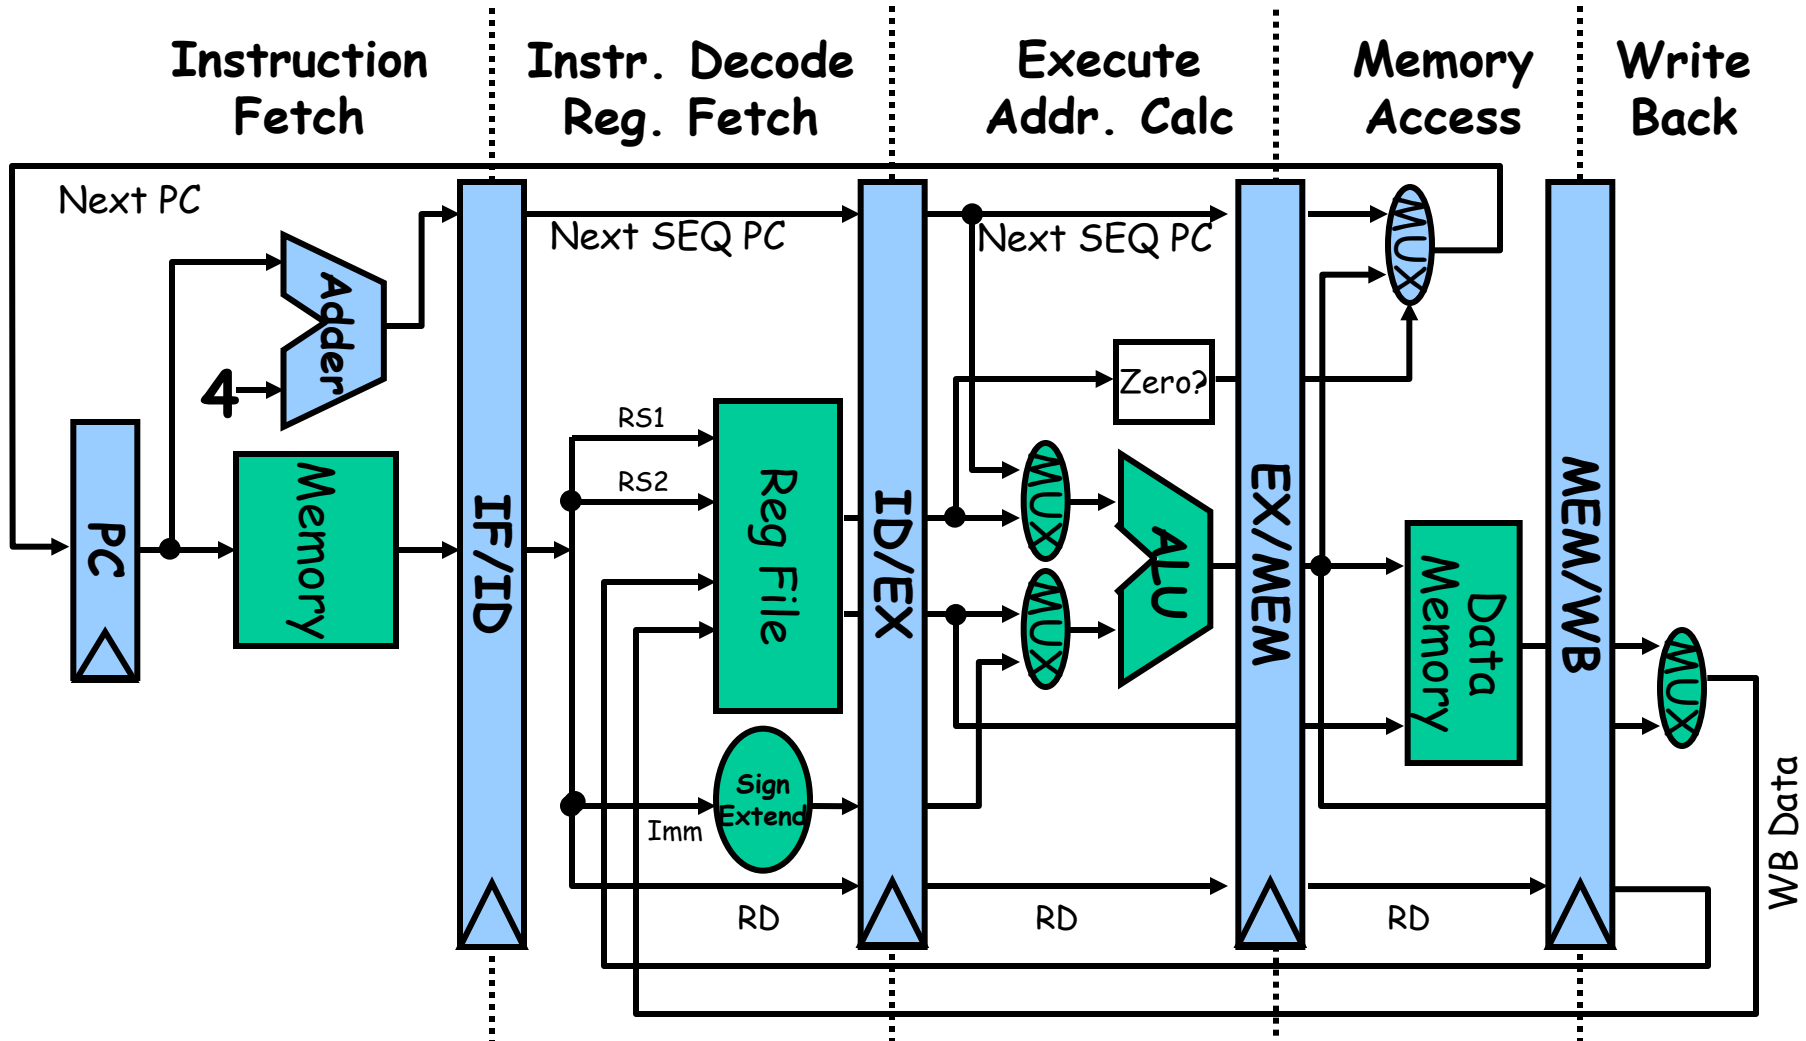 Instruction
Fetch
Instr. Decode
Reg. Fetch
Execute
Addr. Calc
Memory
Access
Write
Back
Next PC
Next SEQ PC
Next SEQ PC
MUX
Adder
4
Zero?
RS1
RS2
PC
Memory
IF/ID
Reg File
ID/EX
MUX
MUX
ALU
EX/MEM
Data
Memory
MEM/WB
MUX
Sign
Extend
Imm
WB Data
RD
RD
RD